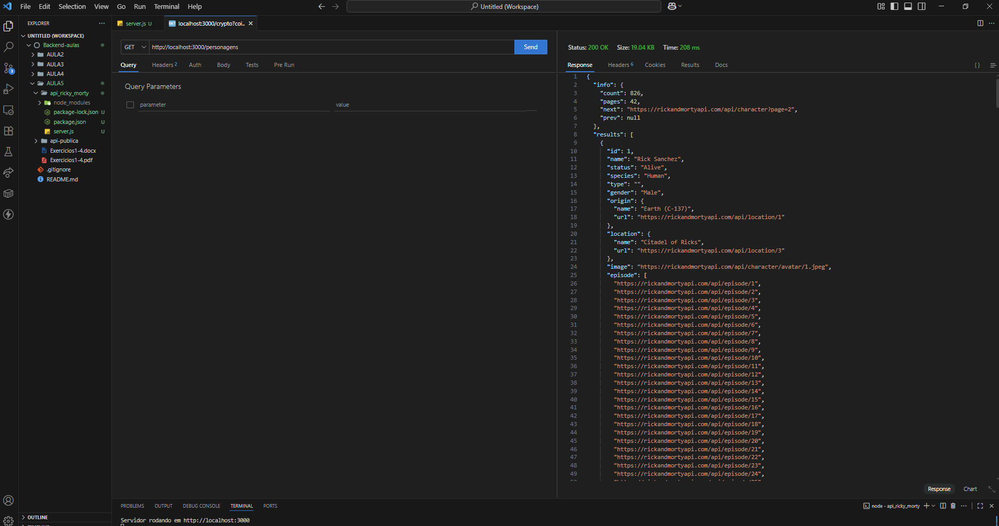 File Edit Selection View Go Run Terminal Help
Untitled (Workspace)
EXPLORER
UNTITLED (WORKSPACE)
Backend-aulas
AULA2
AULA3
AULA4
AULA5
api_ricky_morty
node_modules
package-lock.json U
package.json U
server.js U
api-publica
Exercicios1-4.docx
Exercicios1-4.pdf
.gitignore
README.md
OUTLINE
server.js U
GET localhost:3000/crypto?coi..
GET http://localhost:3000/personagens Send
Query Headers 2 Auth Body Tests Pre Run
Query Parameters
parameter value
Status: 200 OK Size: 19.04 KB Time: 208 ms
Response Headers 6 Cookies Results Docs
{ }
1 {
2 "info": {
3 "count": 826,
4 "pages": 42,
5 "next": "https://rickandmortyapi.com/api/character?page=2",
6 "prev": null
7 },
8 "results": [
9 {
10 "id": 1,
11 "name": "Rick Sanchez",
12 "status": "Alive",
13 "species": "Human",
14 "type": "",
15 "gender": "Male",
16 "origin": {
17 "name": "Earth (C-137)",
18 "url": "https://rickandmortyapi.com/api/location/1"
19 },
20 "location": {
21 "name": "Citadel of Ricks",
22 "url": "https://rickandmortyapi.com/api/location/3"
23 },
24 "image": "https://rickandmortyapi.com/api/character/avatar/1.jpeg",
25 "episode": [
26 "https://rickandmortyapi.com/api/episode/1",
27 "https://rickandmortyapi.com/api/episode/2",
28 "https://rickandmortyapi.com/api/episode/3",
29 "https://rickandmortyapi.com/api/episode/4",
30 "https://rickandmortyapi.com/api/episode/5",
31 "https://rickandmortyapi.com/api/episode/6",
32 "https://rickandmortyapi.com/api/episode/7",
33 "https://rickandmortyapi.com/api/episode/8",
34 "https://rickandmortyapi.com/api/episode/9",
35 "https://rickandmortyapi.com/api/episode/10",
36 "https://rickandmortyapi.com/api/episode/11",
37 "https://rickandmortyapi.com/api/episode/12",
38 "https://rickandmortyapi.com/api/episode/13",
39 "https://rickandmortyapi.com/api/episode/14",
40 "https://rickandmortyapi.com/api/episode/15",
41 "https://rickandmortyapi.com/api/episode/16",
42 "https://rickandmortyapi.com/api/episode/17",
43 "https://rickandmortyapi.com/api/episode/18",
44 "https://rickandmortyapi.com/api/episode/19",
45 "https://rickandmortyapi.com/api/episode/20",
46 "https://rickandmortyapi.com/api/episode/21",
47 "https://rickandmortyapi.com/api/episode/22",
48 "https://rickandmortyapi.com/api/episode/23",
49 "https://rickandmortyapi.com/api/episode/24",
Response Chart
PROBLEMS OUTPUT DEBUG CONSOLE TERMINAL PORTS
node - api_ricky_morty
Servidor rodando em http://localhost:3000
3